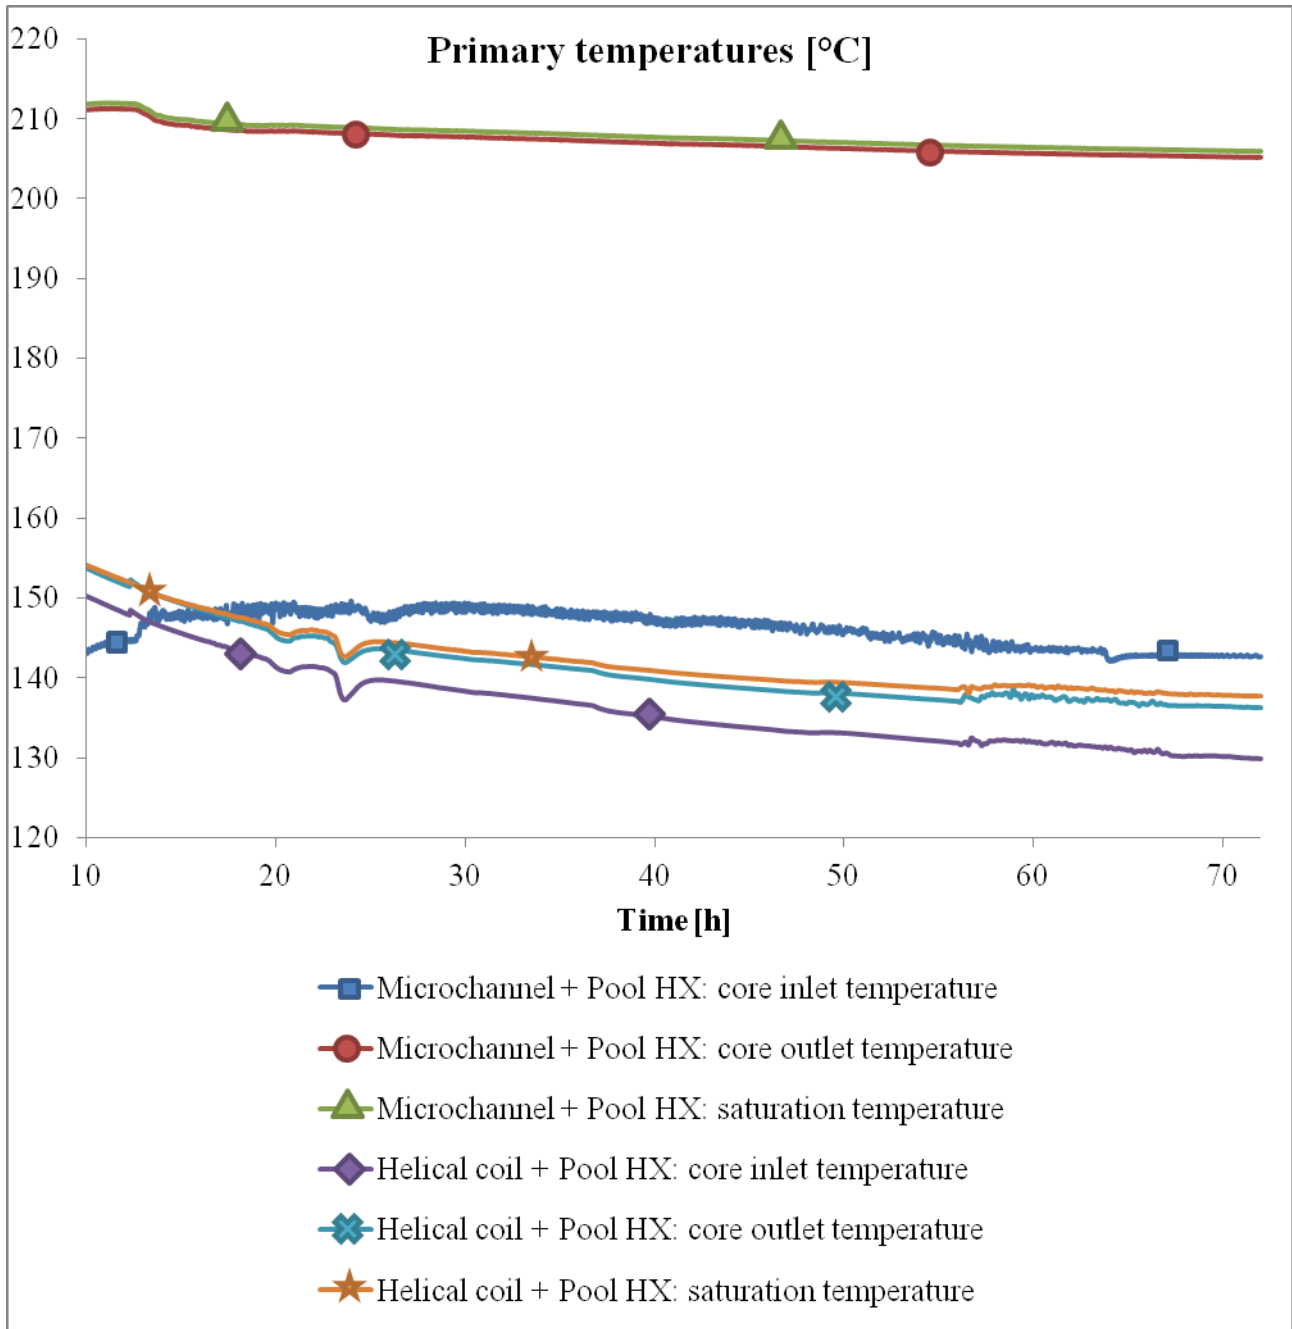 Primary temperatures [°C]
220
210
200
190
180
170
160
150
140
130
120
10 20 30 40 50 60 70
Time [h]
Microchannel + Pool HX: core inlet temperature
Microchannel + Pool HX: core outlet temperature
Microchannel + Pool HX: saturation temperature
Helical coil + Pool HX: core inlet temperature
Helical coil + Pool HX: core outlet temperature
Helical coil + Pool HX: saturation temperature